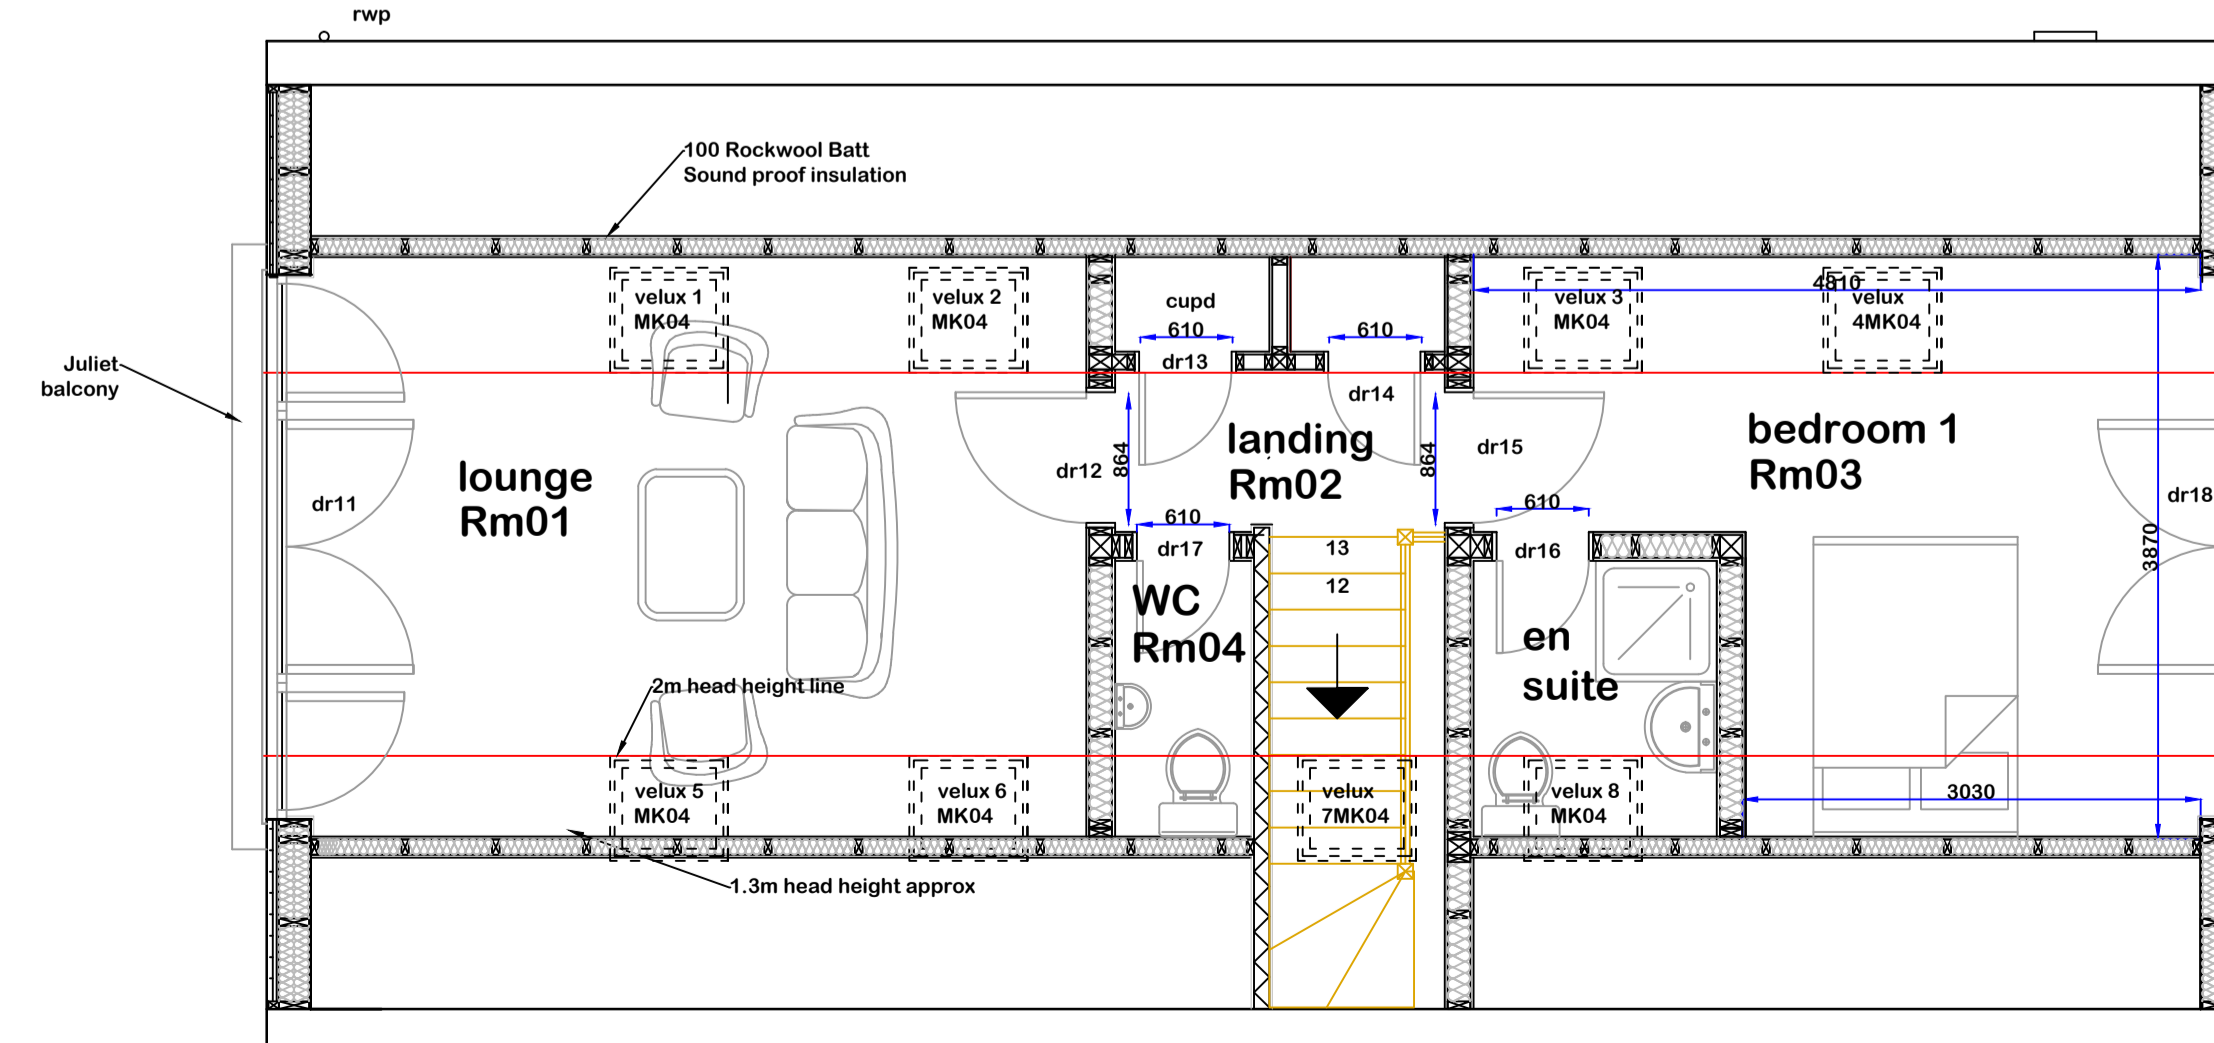 rwp
100 Rockwool Batt
Sound proof insulation
velux 1
MK04
velux 2
MK04
cupd
610
610
4810
velux 3
MK04
velux
4MK04
Juliet
balcony
dr13
dr14
dr12
864
landing
Rm02
864
dr15
bedroom 1
Rm03
lounge
Rm01
dr11
dr18
610
610
dr17
13
12
dr16
3870
WC
Rm04
en
suite
2m head height line
velux 5
MK04
velux 6
MK04
velux
7MK04
velux 8
MK04
3030
1.3m head height approx